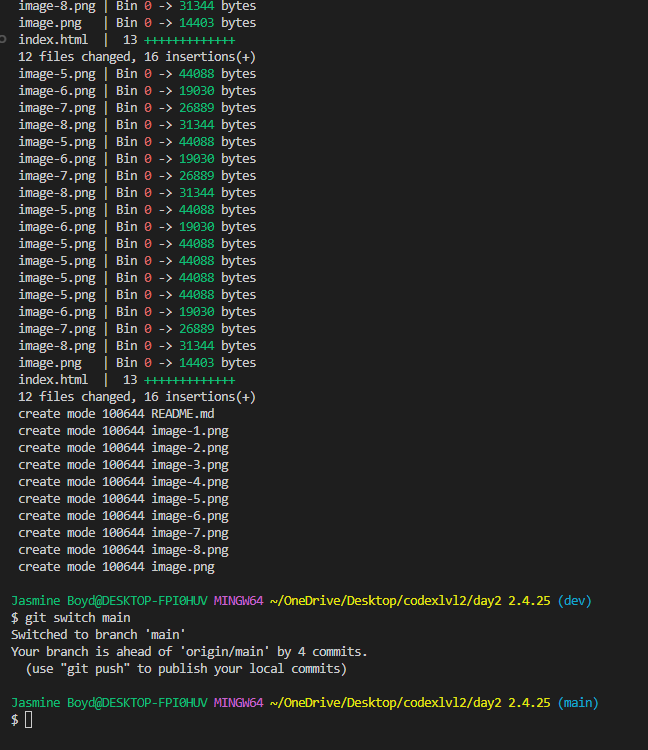 image-8.png | Bin 0 -> 31344 bytes
image.png | Bin 0 -> 14403 bytes
index.html | 13 +++++++++++++
12 files changed, 16 insertions(+)
image-5.png | Bin 0 -> 44088 bytes
image-6.png | Bin 0 -> 19030 bytes
image-7.png | Bin 0 -> 26889 bytes
image-8.png | Bin 0 -> 31344 bytes
image-5.png | Bin 0 -> 44088 bytes
image-6.png | Bin 0 -> 19030 bytes
image-7.png | Bin 0 -> 26889 bytes
image-8.png | Bin 0 -> 31344 bytes
image-5.png | Bin 0 -> 44088 bytes
image-6.png | Bin 0 -> 19030 bytes
image-5.png | Bin 0 -> 44088 bytes
image-5.png | Bin 0 -> 44088 bytes
image-5.png | Bin 0 -> 44088 bytes
image-5.png | Bin 0 -> 44088 bytes
image-6.png | Bin 0 -> 19030 bytes
image-7.png | Bin 0 -> 26889 bytes
image-8.png | Bin 0 -> 31344 bytes
image.png | Bin 0 -> 14403 bytes
index.html | 13 +++++++++++++
12 files changed, 16 insertions(+)
create mode 100644 README.md
create mode 100644 image-1.png
create mode 100644 image-2.png
create mode 100644 image-3.png
create mode 100644 image-4.png
create mode 100644 image-5.png
create mode 100644 image-6.png
create mode 100644 image-7.png
create mode 100644 image-8.png
create mode 100644 image.png
Jasmine Boyd@DESKTOP-FPI0HUV MINGW64 ~/OneDrive/Desktop/codexlvl2/day2 2.4.25 (dev)
$ git switch main
Switched to branch 'main'
Your branch is ahead of 'origin/main' by 4 commits.
(use "git push" to publish your local commits)
Jasmine Boyd@DESKTOP-FPI0HUV MINGW64 ~/OneDrive/Desktop/codexlvl2/day2 2.4.25 (main)
$